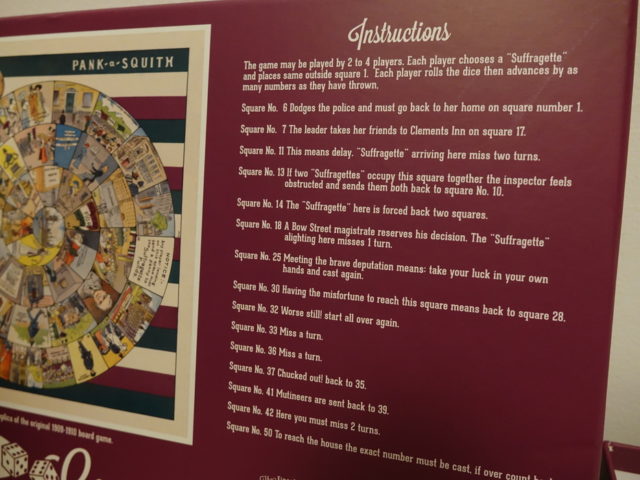 Instructions
The game may be played by 2 to 4 players. Each player chooses a "Suffragette"
and places same outside square 1. Each player rolls the dice then advances by as
many numbers as they have thrown.
Square No. 6 Dodges the police and must go back to her home on square number 1.
Square No. 7 The leader takes her friends to Clements Inn on square 17.
Square No. 11 This means delay. "Suffragette" arriving here miss two turns.
Square No. 13 If two "Suffragettes" occupy this square together the inspector feels
obstructed and sends them both back to square No. 10.
Square No. 14 The "Suffragette" here is forced back two squares.
Square No. 18 A Bow Street magistrate reserves his decision. The "Suffragette"
alighting here misses 1 turn.
Square No. 25 Meeting the brave deputation means: take your luck in your own
hands and cast again.
Square No. 30 Having the misfortune to reach this square means back to square 28.
Square No. 32 Worse still! start all over again.
Square No. 33 Miss a turn.
Square No. 36 Miss a turn.
Square No. 37 Chucked out! back to 35.
Square No. 41 Mutineers are sent back to 39.
Square No. 42 Here you must miss 2 turns.
Square No. 50 To reach the house the exact number must be cast, if over count
PANK-A-SQUITH
NOTICE
of the original 1908-1910 board game.